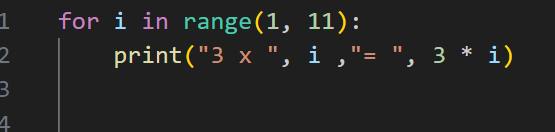 1 for i in range(1, 11):
2     print("3 x ", i ,"= ", 3 * i)
3
4